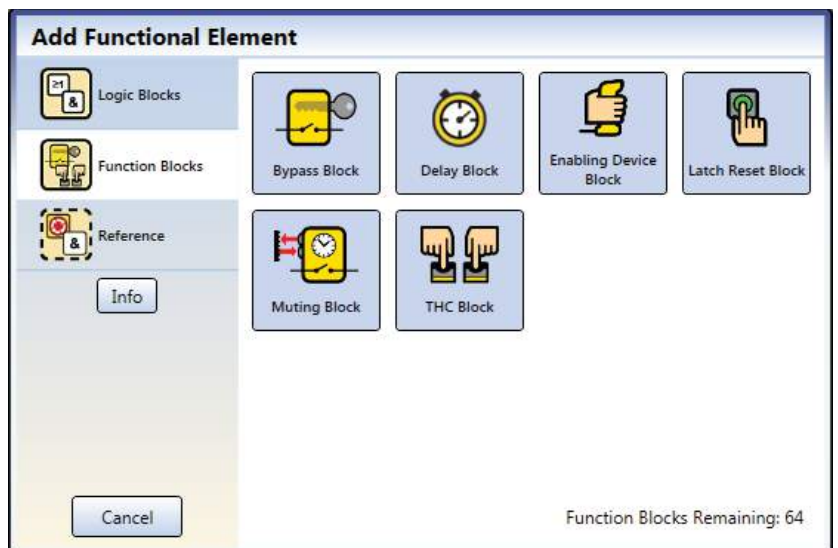 Add Functional Element
≥1
&
Logic Blocks
Function Blocks
&
Reference
Info
Cancel
Bypass Block
Delay Block
Enabling Device
Block
Latch Reset Block
Muting Block
THC Block
Function Blocks Remaining: 64